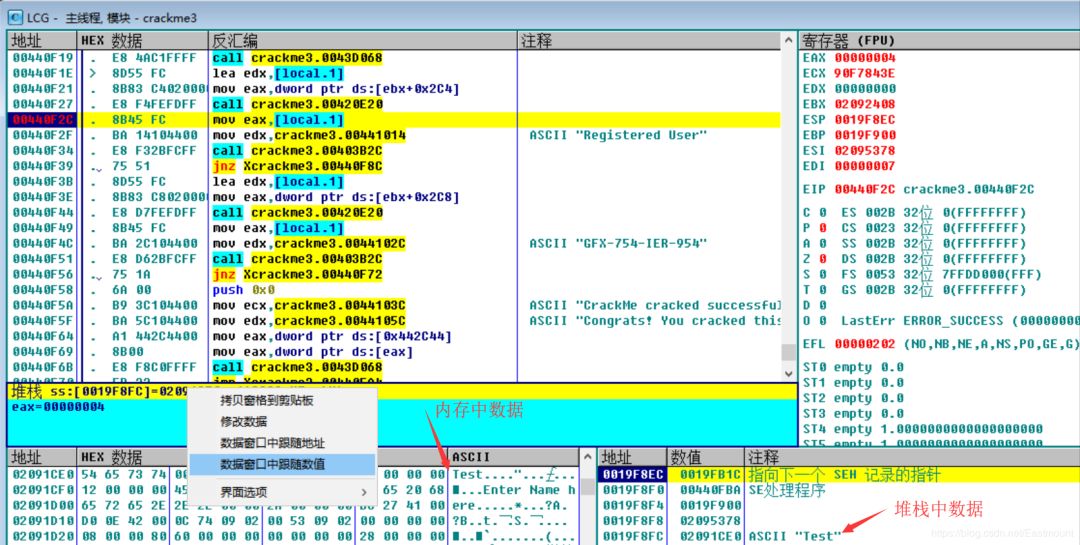 LCG - 主线程, 模块 - crackme3
地址 HEX 数据 反汇编 注释 寄存器 (FPU)
00440F19 . E8 4AC1FFFF call crackme3.0043D068
00440F1E > 8D55 FC lea edx,[local.1]
00440F21 . 8B83 C4020000 mov eax,dword ptr ds:[ebx+0x2C4]
00440F27 . E8 F4FEFDFF call crackme3.00420E20
00440F2C . 8B45 FC mov eax,[local.1]
00440F2F . BA 14104400 mov edx,crackme3.00441014 ASCII "Registered User"
00440F34 . E8 F32BFCFF call crackme3.00403B2C
00440F39 . 75 51 jnz Xcrackme3.00440F8C
00440F3B . 8D55 FC lea edx,[local.1]
00440F3E . 8B83 C8020000 mov eax,dword ptr ds:[ebx+0x2C8]
00440F44 . E8 D7FEFDFF call crackme3.00420E20
00440F49 . 8B45 FC mov eax,[local.1]
00440F4C . BA 2C104400 mov edx,crackme3.0044102C ASCII "GFX-754-IER-954"
00440F51 . E8 D62BFCFF call crackme3.00403B2C
00440F56 . 75 1A jnz Xcrackme3.00440F72
00440F58 . 6A 00 push 0x0
00440F5A . B9 3C104400 mov ecx,crackme3.0044103C ASCII "CrackMe cracked successful
00440F5F . BA 5C104400 mov edx,crackme3.0044105C ASCII "Congrats! You cracked this
00440F64 . A1 442C4400 mov eax,dword ptr ds:[0x442C44]
00440F69 . 8B00 mov eax,dword ptr ds:[eax]
00440F6B . E8 F8C0FFFF call crackme3.0043D068
EAX 00000004
ECX 90F7843E
EDX 00000000
EBX 02092408
ESP 0019F8EC
EBP 0019F900
ESI 02095378
EDI 00000007
EIP 00440F2C crackme3.00440F2C
C 0 ES 002B 32位 0(FFFFFFFF)
P 0 CS 0023 32位 0(FFFFFFFF)
A 0 SS 002B 32位 0(FFFFFFFF)
Z 0 DS 002B 32位 0(FFFFFFFF)
S 0 FS 0053 32位 7FFDD000(FFF)
T 0 GS 002B 32位 0(FFFFFFFF)
D 0
O 0 LastErr ERROR_SUCCESS (00000000
EFL 00000202 (NO,NB,NE,A,NS,PO,GE,G)
ST0 empty 0.0
ST1 empty 0.0
ST2 empty 0.0
ST3 empty 0.0
ST4 empty 1.0000000000000000000
堆栈 ss:[0019F8FC]=0209
eax=00000004
拷贝窗格到剪贴板
修改数据
数据窗口中跟随地址
数据窗口中跟随数值
界面选项
内存中数据
地址 HEX 数据 ASCII
02091CE0 54 65 73 74 00 00 00 00 Test....
02091CF0 12 00 00 00 45 65 20 68 ...Enter Name h
02091D00 65 72 65 2E 27 41 00 ere.
02091D10 D0 0E 42 00 0C 74 09 02 00 53 09 02 00 00 00 00
02091D20 08 00 00 80 60 00 00 00 00 00 00 00 28 00 00 00
地址 数值 注释
0019F8EC 0019FB1C 指向下一个 SEH 记录的指针
0019F8F0 00440FBA SE处理程序
0019F8F4 0019F900
0019F8F8 02095378
0019F8FC 02091CE0 ASCII "Test"
堆栈中数据
https://blog.csdn.net/Eastmount